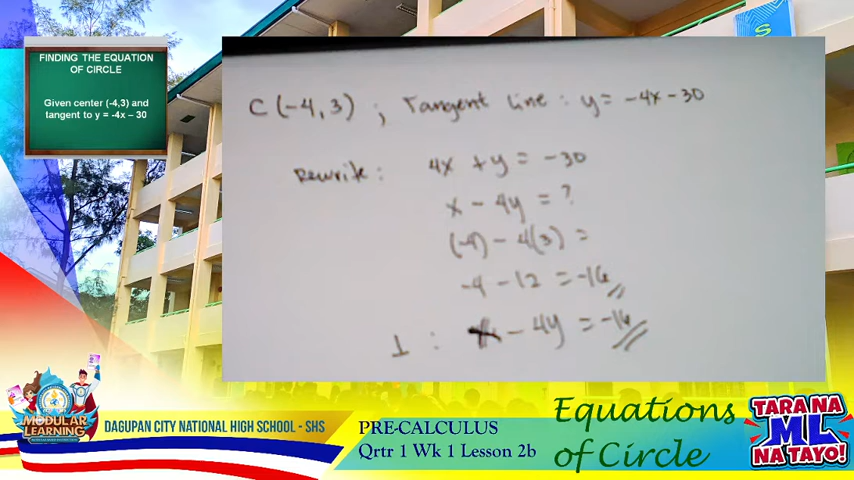 FINDING THE EQUATION
OF CIRCLE
Given center (-4,3) and
tangent to y = -4x – 30
C (-4, 3) ; Tangent Line : y = -4x - 30
Rewrite : 4x + y = -30
x - 4y = ?
(-4) - 4(3) =
-4 - 12 = -16
⊥ : x - 4y = -16
MODULAR
LEARNING
DAGUPAN CITY NATIONAL HIGH SCHOOL - SHS
PRE-CALCULUS
Qrtr 1 Wk 1 Lesson 2b
Equations
of Circle
TARA NA
ML
NA TAYO!